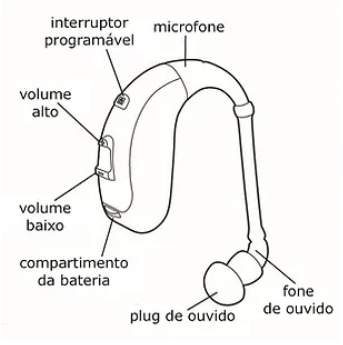 interruptor
programável
microfone
volume
alto
volume
baixo
compartimento
da bateria
fone
de ouvido
plug de ouvido